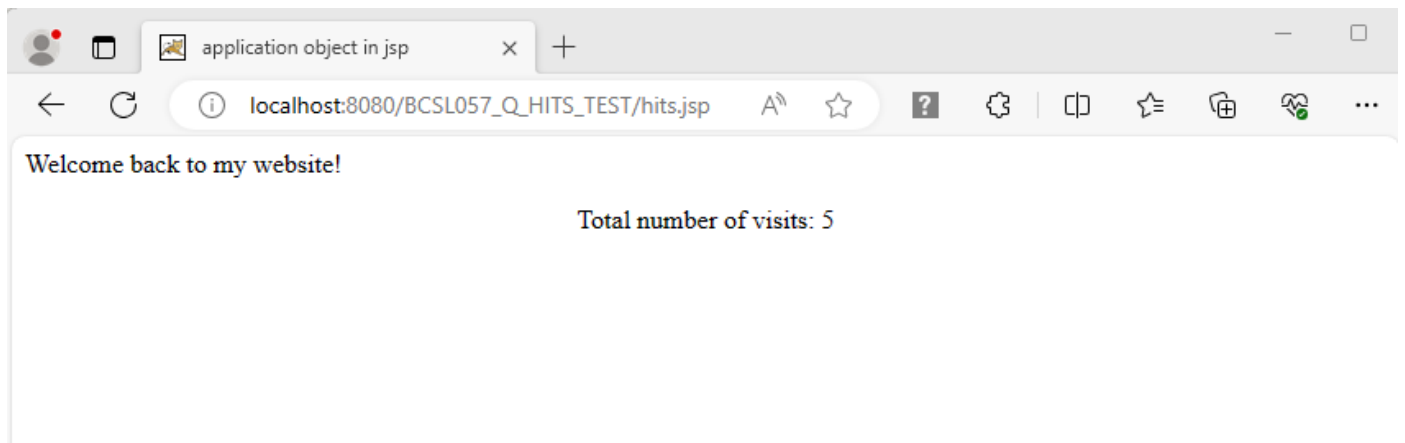 application object in jsp
localhost:8080/BCSL057_Q_HITS_TEST/hits.jsp
Welcome back to my website!
Total number of visits: 5